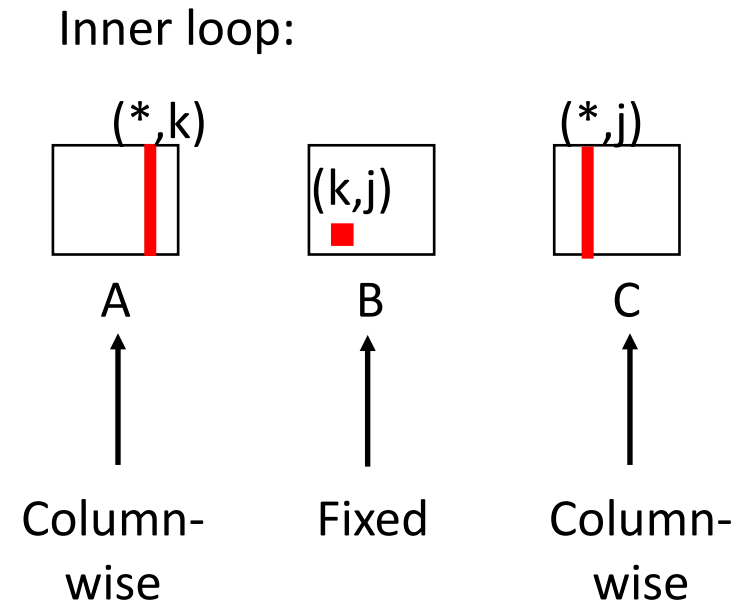 Inner loop:
(*,k)
(*,j)
(k,j)
A
B
C
Column-
wise
Fixed
Column-
wise